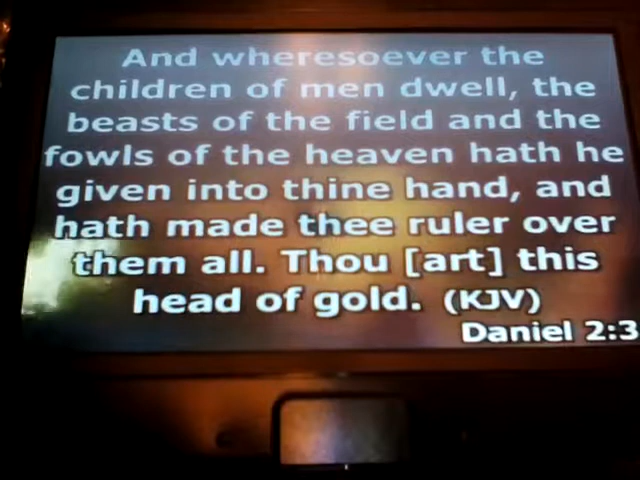 And wheresoever the
children of men dwell, the
beasts of the field and the
fowls of the heaven hath he
given into thine hand, and
hath made thee ruler over
them all. Thou [art] this
head of gold. (KJV)
Daniel 2:3